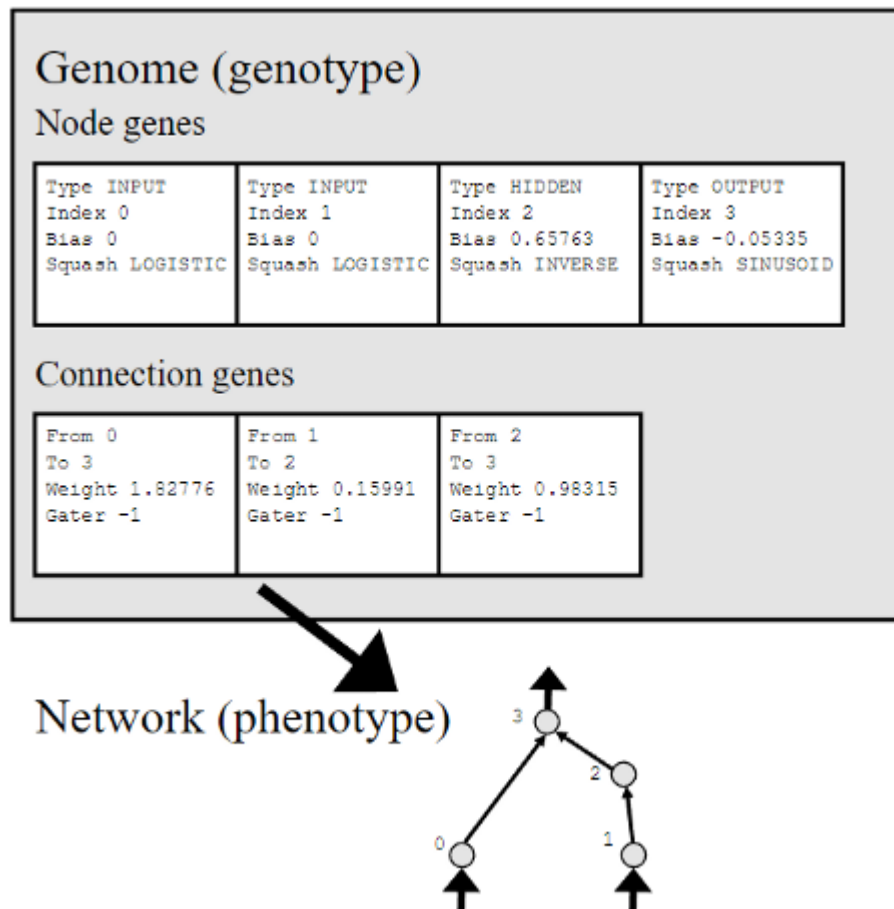 Genome (genotype)
Node genes
Type INPUT
Index 0
Bias 0
Squash LOGISTIC
Type INPUT
Index 1
Bias 0
Squash LOGISTIC
Type HIDDEN
Index 2
Bias 0.65763
Squash INVERSE
Type OUTPUT
Index 3
Bias -0.05335
Squash SINUSOID
Connection genes
From 0
To 3
Weight 1.82776
Gater -1
From 1
To 2
Weight 0.15991
Gater -1
From 2
To 3
Weight 0.98315
Gater -1
Network (phenotype)
3
2
0
1